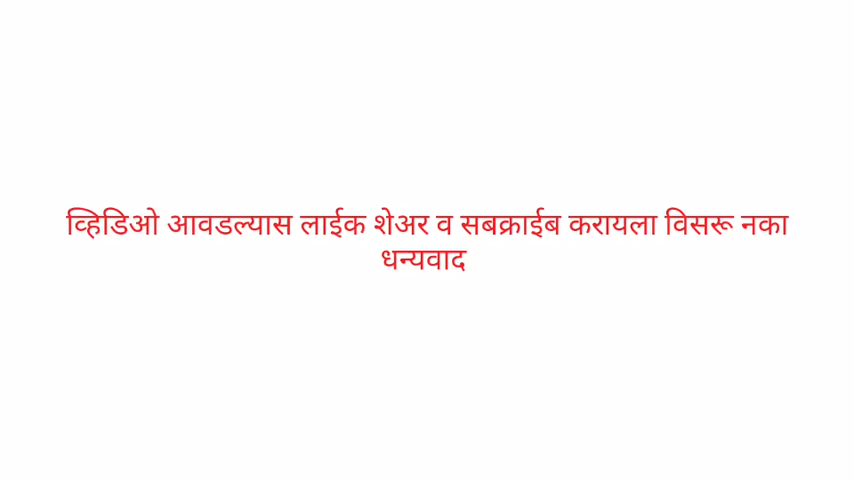 व्हिडिओ आवडल्यास लाईक शेअर व सबक्राईब करायला विसरू नका
धन्यवाद